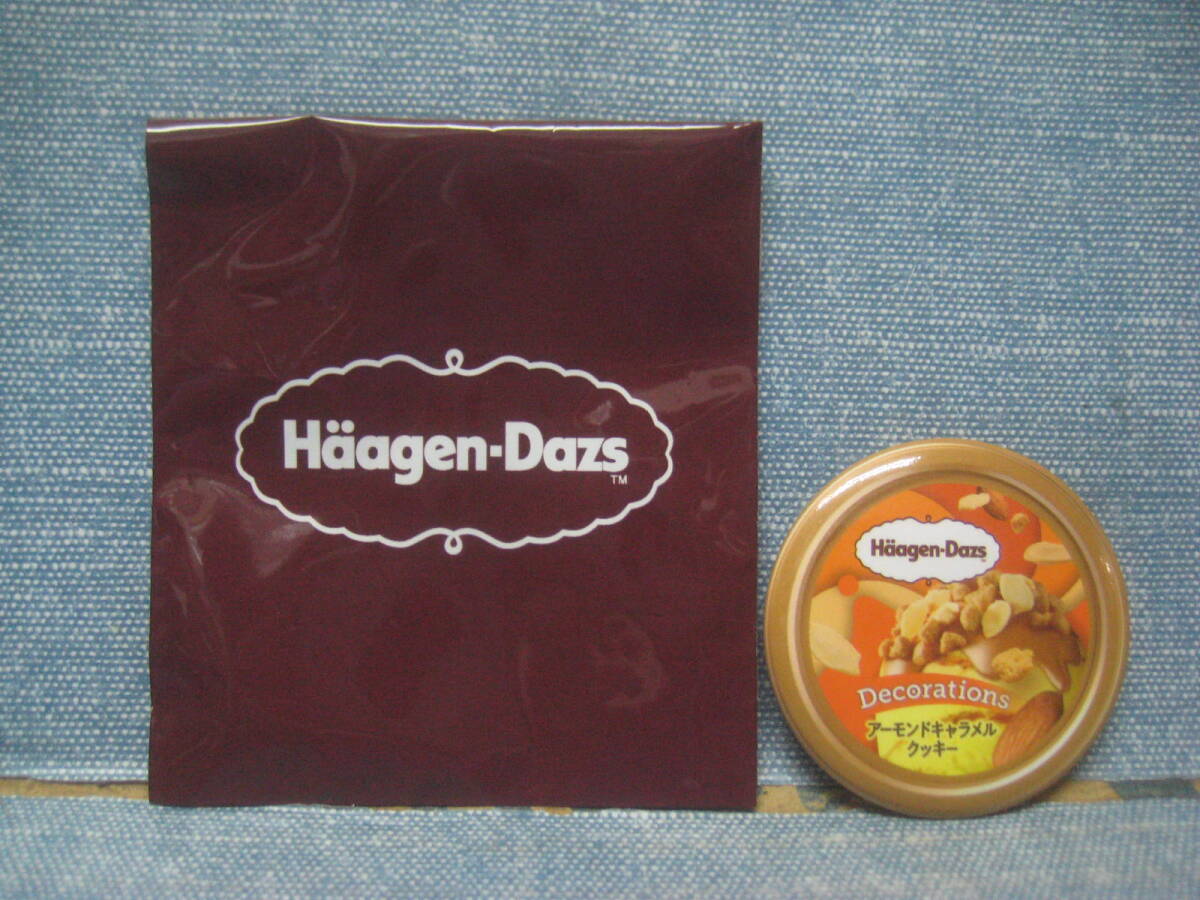 Häagen-Dazs
TM
Häagen-Dazs
Decorations
アーモンドキャラメル
クッキー